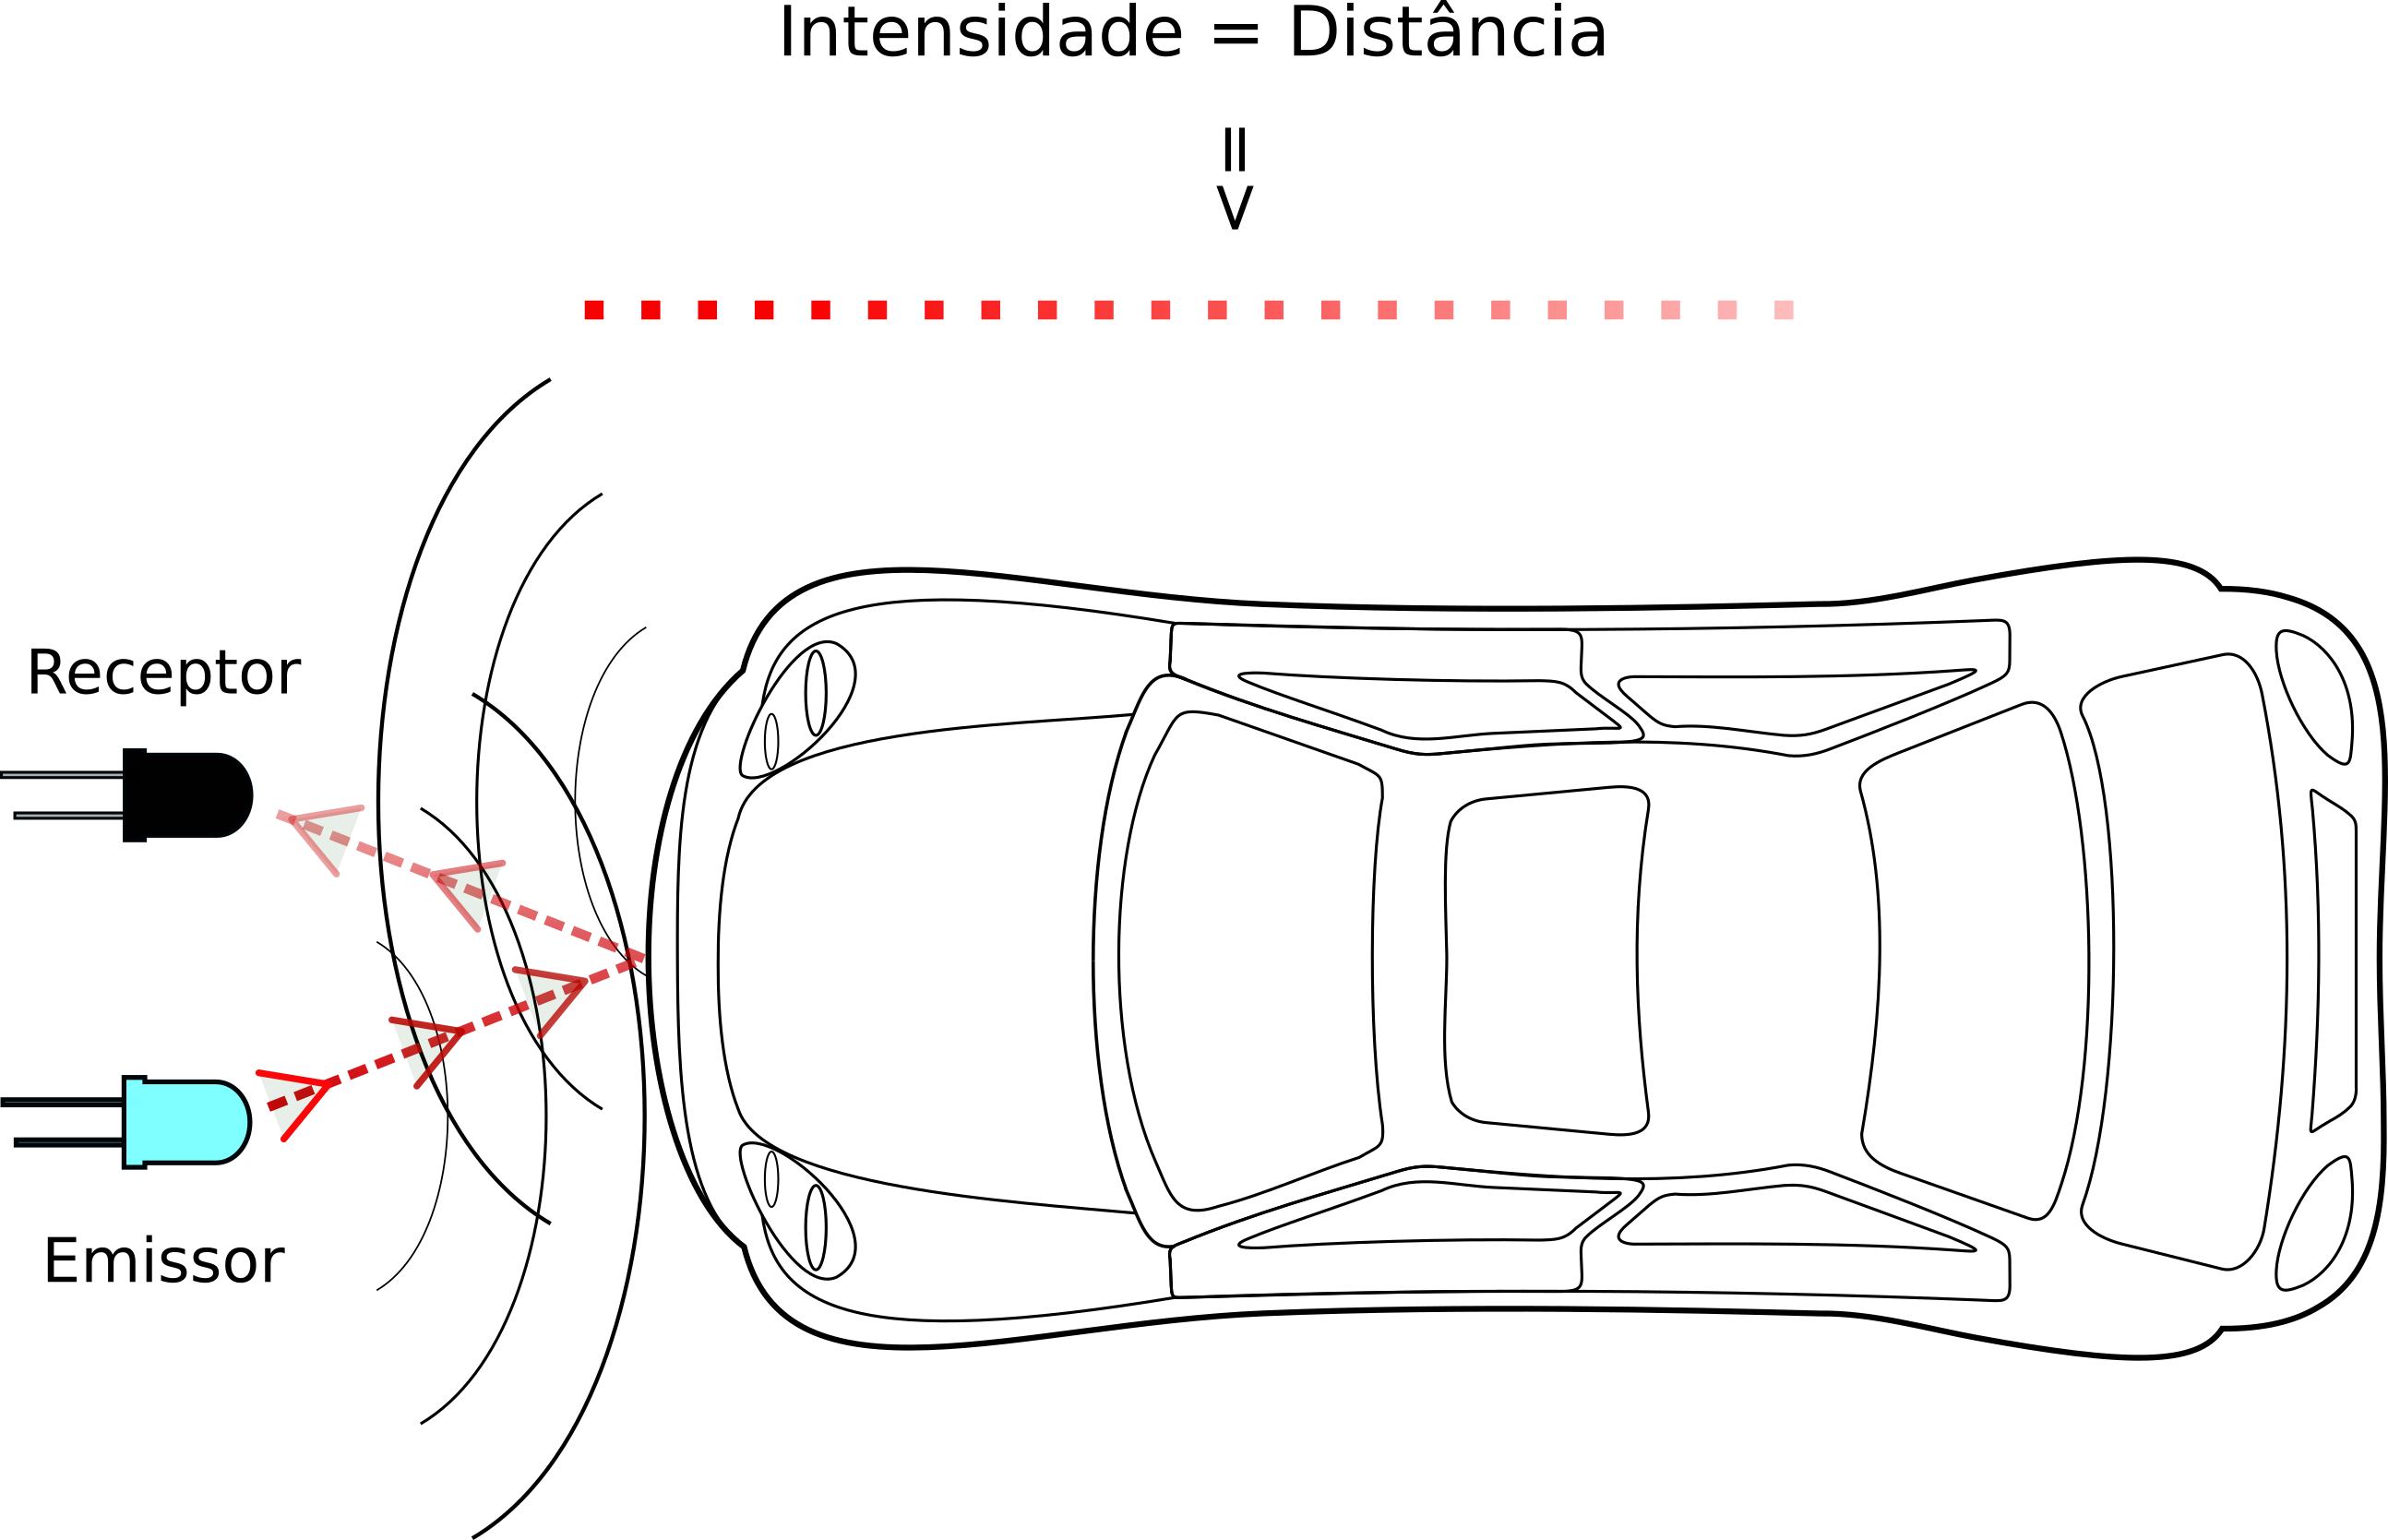 Intensidade = Distância
=>
Receptor
Emissor